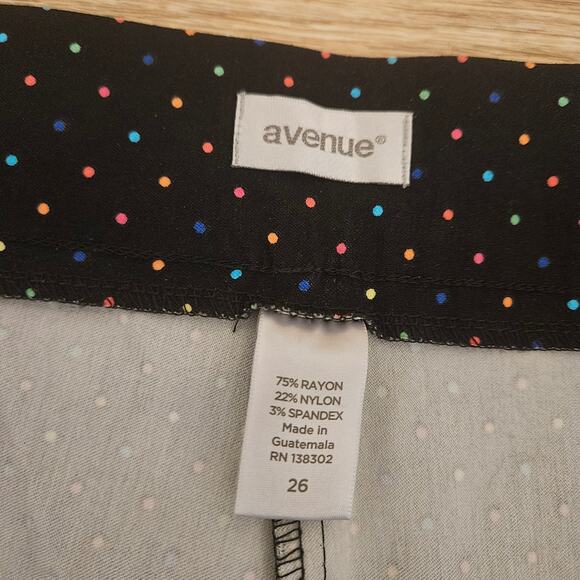 avenue®
75% RAYON
22% NYLON
3% SPANDEX
Made in
Guatemala
RN 138302
26